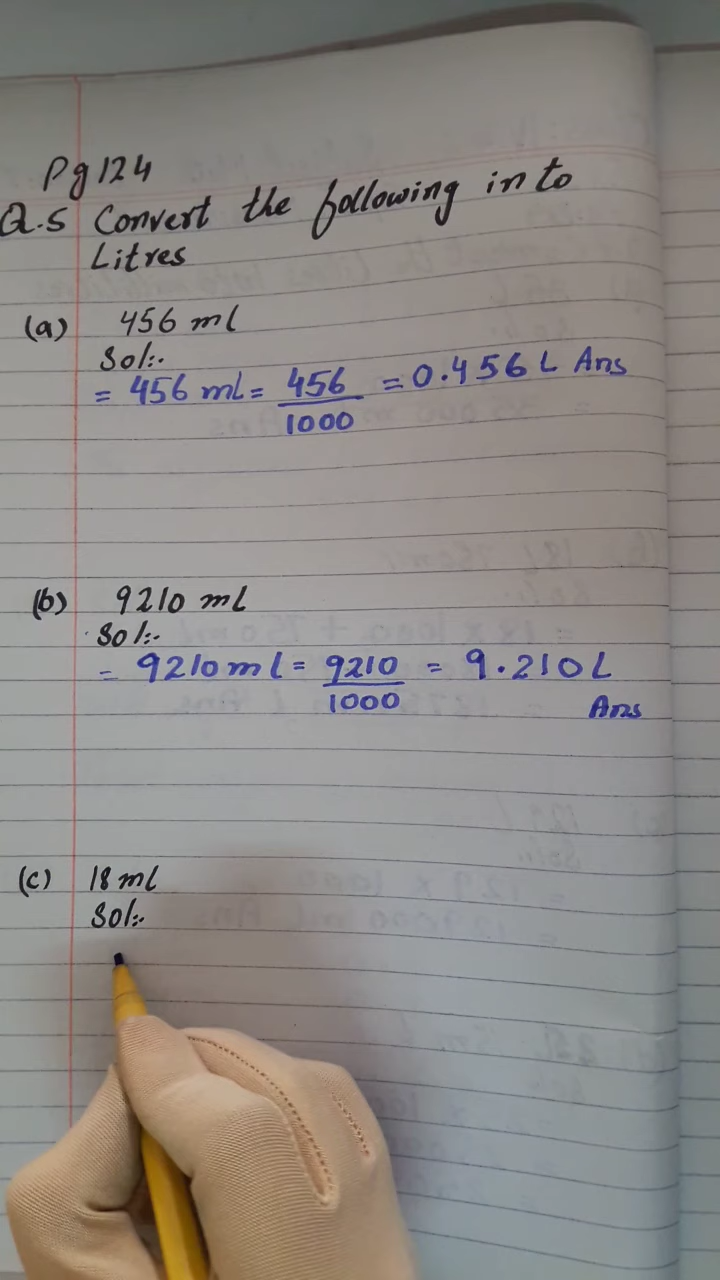 Pg 124
Q.5 Convert the following in to
Litres
(a) 456 ml
Sol:.
= 456 ml = 456/1000 = 0.456 L Ans
(b) 9210 ml
Sol:.
= 9210 ml = 9210/1000 = 9.210 L
Ans
(c) 18 ml
Sol:.